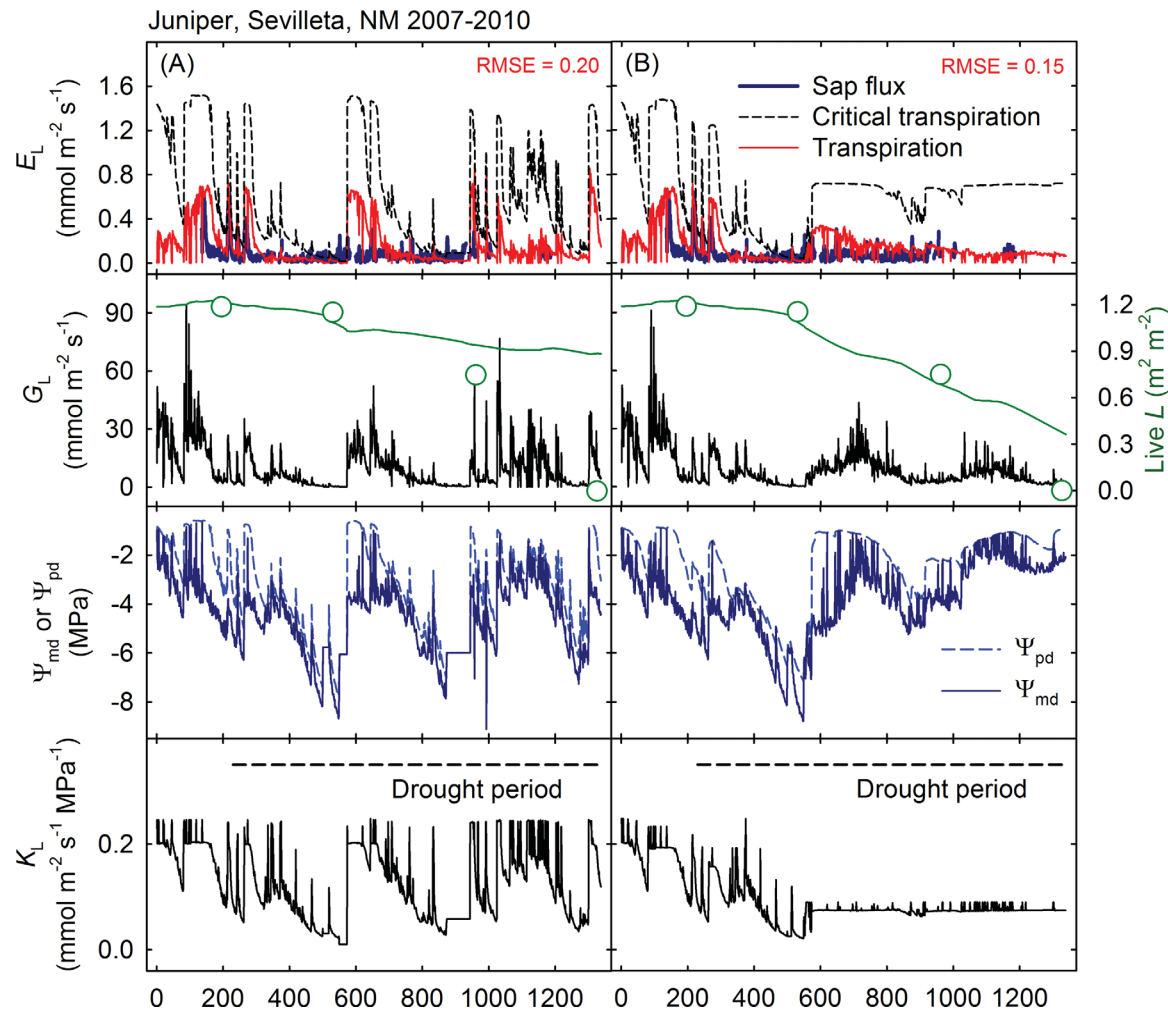 Juniper, Sevilleta, NM 2007-2010
(A)
RMSE = 0.20
(B)
RMSE = 0.15
Sap flux
Critical transpiration
Transpiration
E_L
(mmol m⁻² s⁻¹)
1.6
1.2
0.8
0.4
0.0
G_L
(mmol m⁻² s⁻¹)
90
60
30
0
1.2
0.9
0.6
0.3
0.0
Live L (m² m⁻²)
Ψmd or Ψpd
(MPa)
-2
-4
-6
-8
Ψpd
Ψmd
K_L
(mmol m⁻² s⁻¹ MPa⁻¹)
0.2
0.0
Drought period
Drought period
0 200 400 600 800 1000 1200
0 200 400 600 800 1000 1200